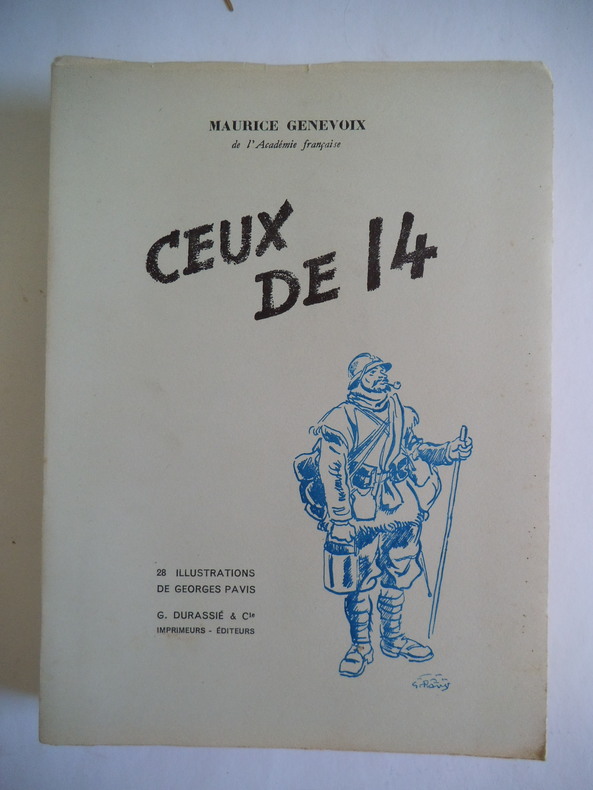 MAURICE GENEVOIX
de l'Académie française
CEUX
DE 14
28 ILLUSTRATIONS
DE GEORGES PAVIS
G. DURASSIÉ & Cie
IMPRIMEURS - ÉDITEURS